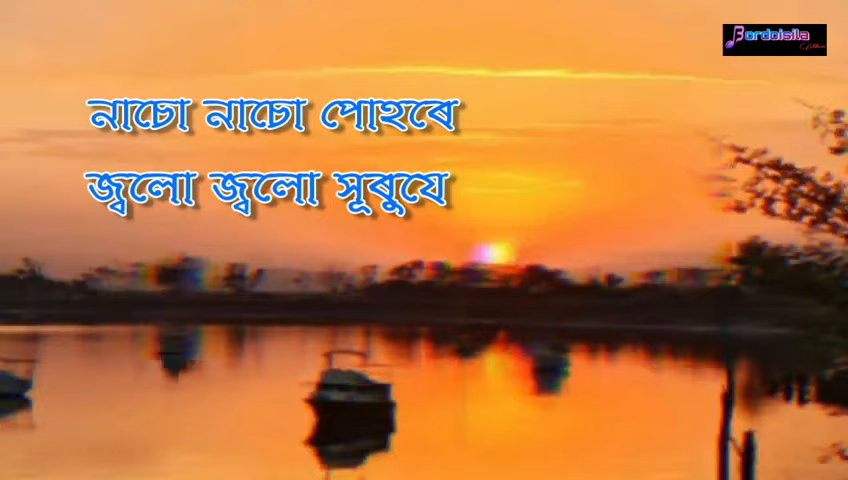 Bordoisila
নাচো নাচো পোহৰে
জ্বলো জ্বলো সূৰুযে